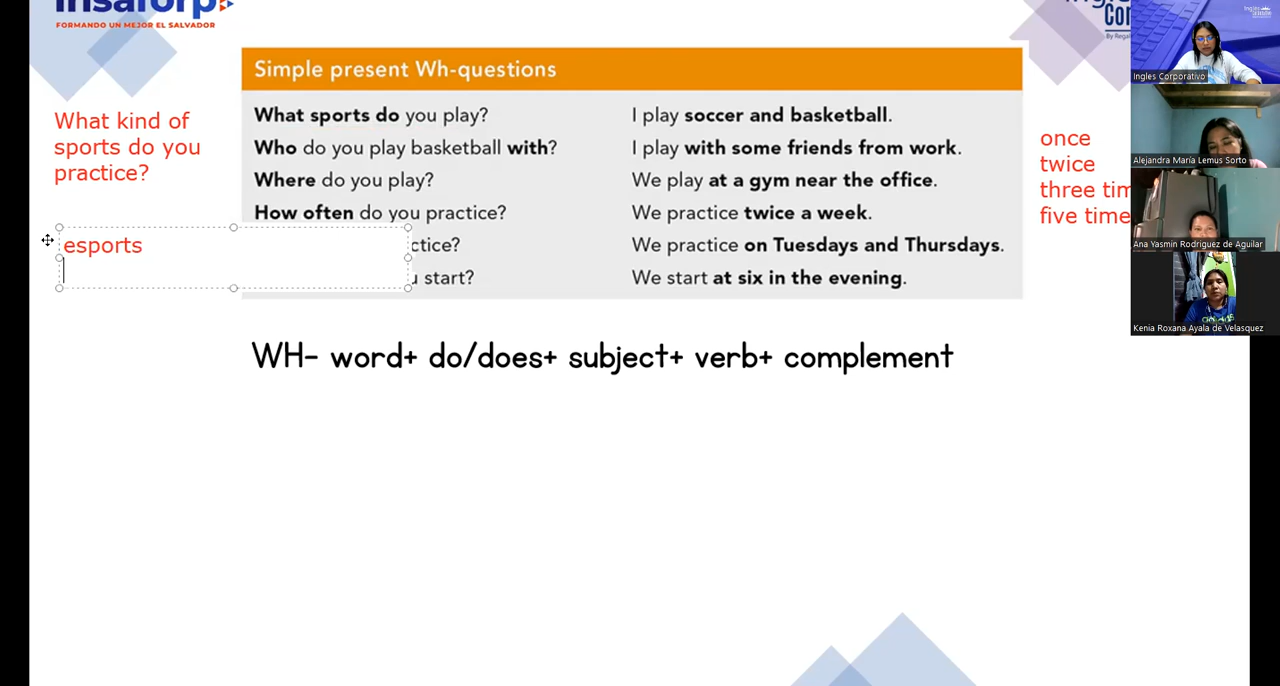 insaforp
FORMANDO UN MEJOR EL SALVADOR
Simple present Wh-questions
What kind of
sports do you
practice?
What sports do you play? I play soccer and basketball.
Who do you play basketball with? I play with some friends from work.
Where do you play? We play at a gym near the office.
How often do you practice? We practice twice a week.
ctice? We practice on Tuesdays and Thursdays.
u start? We start at six in the evening.
esports
once
twice
three tim
five time
WH- word+ do/does+ subject+ verb+ complement
Ingles Corporativo
Alejandra María Lemus Sorto
Ana Yasmin Rodriguez de Aguilar
Kenia Roxana Ayala de Velasquez